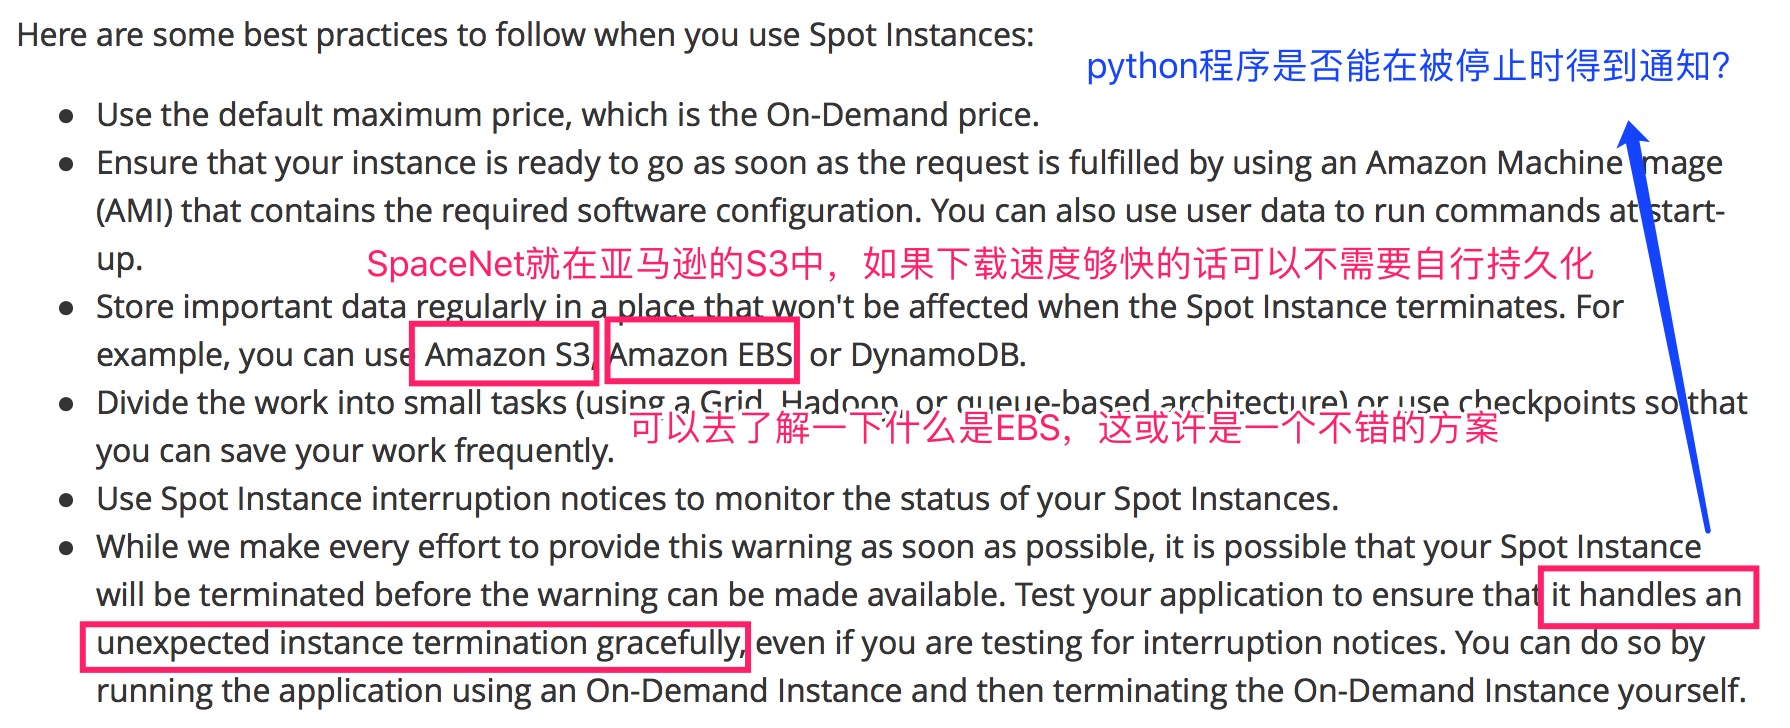 Here are some best practices to follow when you use Spot Instances:
python程序是否能在被停止时得到通知?
● Use the default maximum price, which is the On-Demand price.
● Ensure that your instance is ready to go as soon as the request is fulfilled by using an Amazon Machine Image
(AMI) that contains the required software configuration. You can also use user data to run commands at start-
up.
SpaceNet就在亚马逊的S3中，如果下载速度够快的话可以不需要自行持久化
● Store important data regularly in a place that won't be affected when the Spot Instance terminates. For
example, you can use Amazon S3, Amazon EBS or DynamoDB.
● Divide the work into small tasks (using a Grid, Hadoop, or queue-based architecture) or use checkpoints so that
可以去了解一下什么是EBS，这或许是一个不错的方案
you can save your work frequently.
● Use Spot Instance interruption notices to monitor the status of your Spot Instances.
● While we make every effort to provide this warning as soon as possible, it is possible that your Spot Instance
will be terminated before the warning can be made available. Test your application to ensure that it handles an
unexpected instance termination gracefully, even if you are testing for interruption notices. You can do so by
running the application using an On-Demand Instance and then terminating the On-Demand Instance yourself.